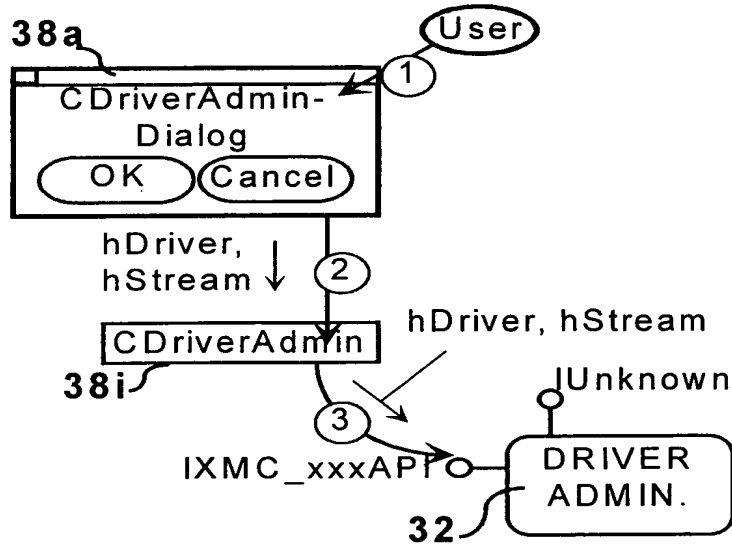 38a
User
1
CDriverAdmin-
Dialog
OK
Cancel
hDriver,
hStream
2
hDriver, hStream
CDriverAdmin
38i
IUnknown
3
IXMC_xxxAPI
DRIVER
ADMIN.
32